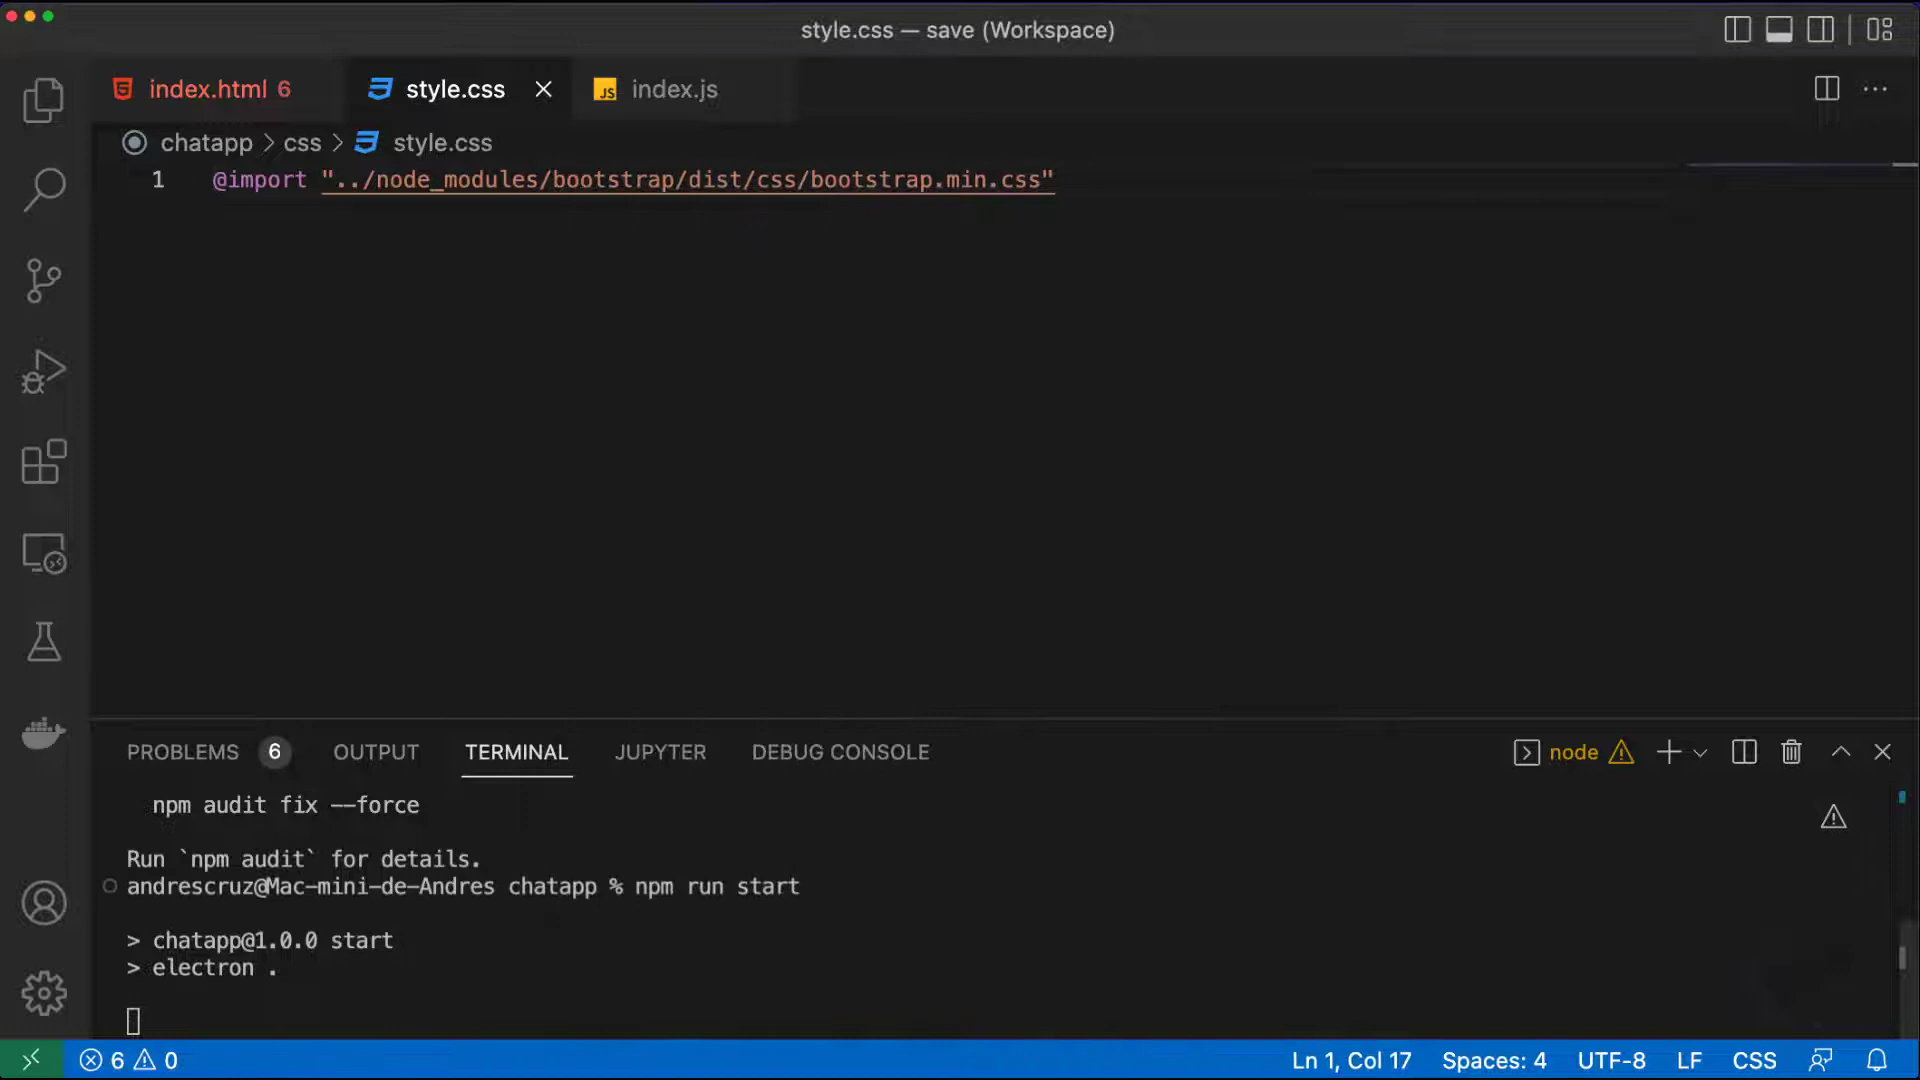 style.css — save (Workspace)
index.html 6
style.css
index.js
chatapp > css > style.css
1 @import "../node_modules/bootstrap/dist/css/bootstrap.min.css"
PROBLEMS 6 OUTPUT TERMINAL JUPYTER DEBUG CONSOLE
node
npm audit fix --force
Run `npm audit` for details.
andrescruz@Mac-mini-de-Andres chatapp % npm run start
> chatapp@1.0.0 start
> electron .
6 0 Ln 1, Col 17 Spaces: 4 UTF-8 LF CSS